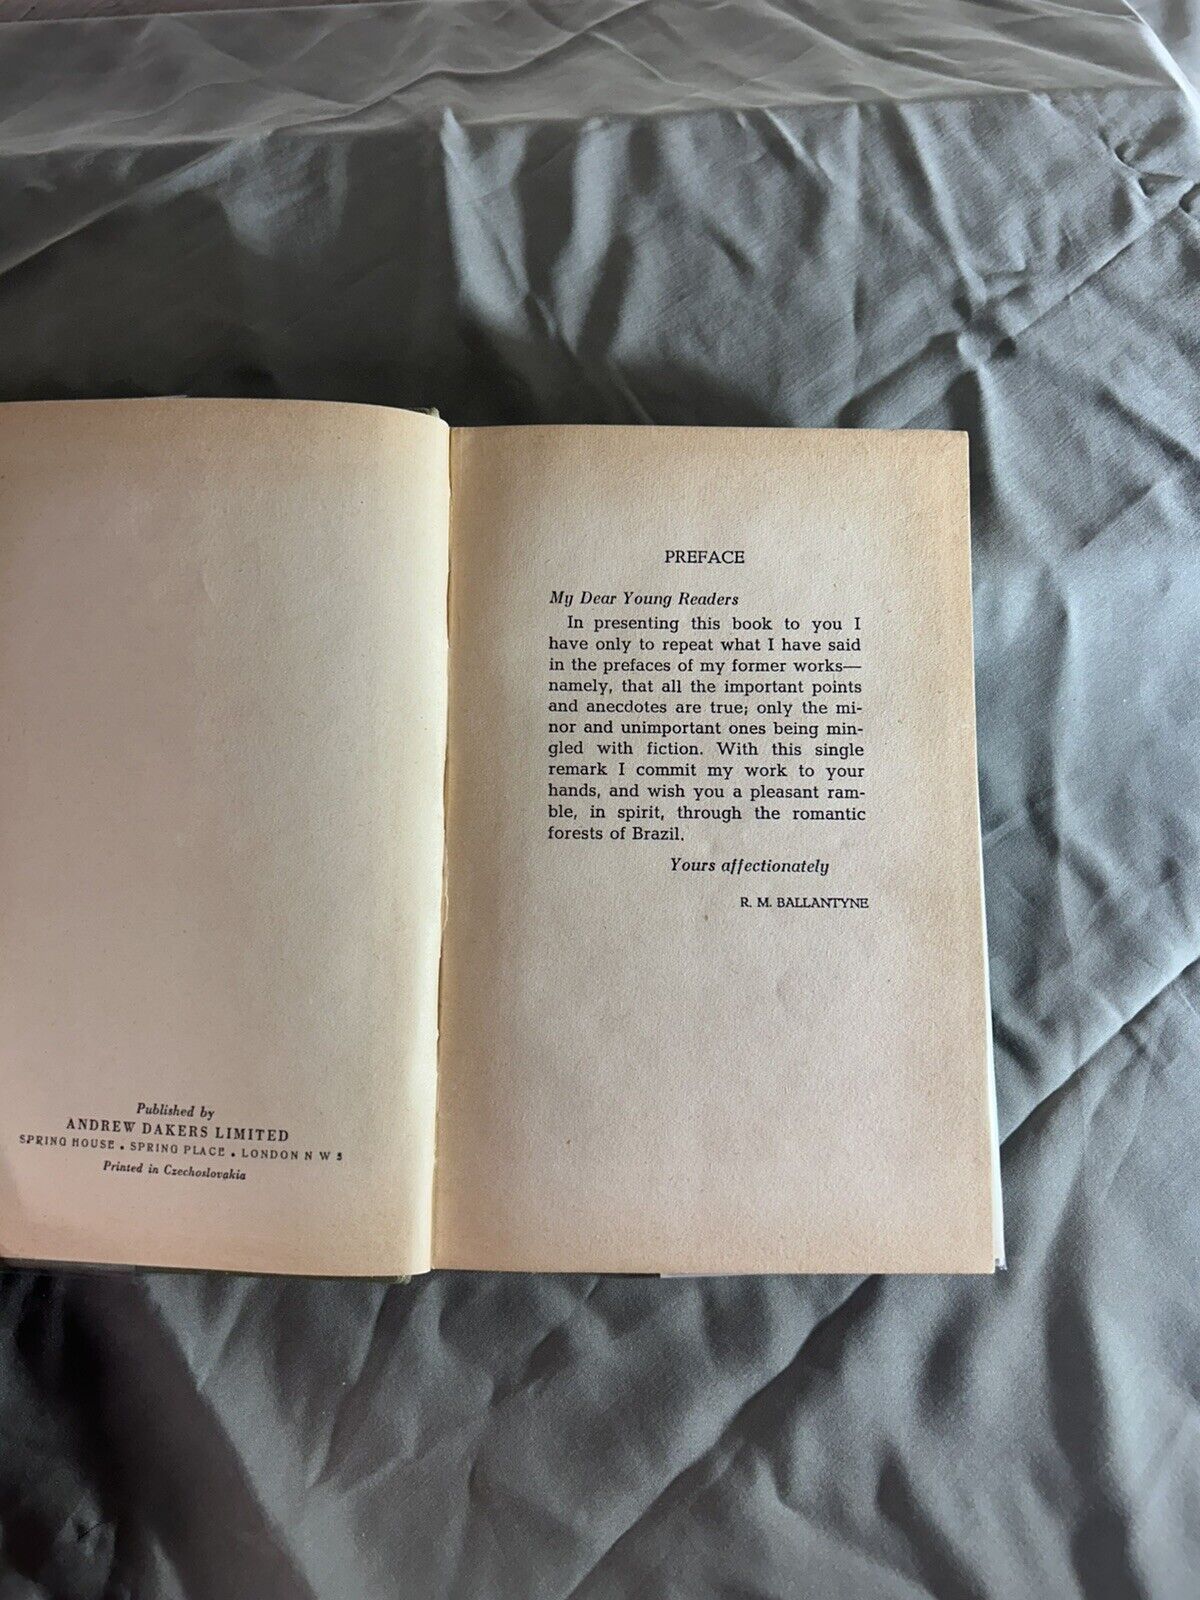 Published by
ANDREW DAKERS LIMITED
SPRING HOUSE • SPRING PLACE • LONDON N W 5
Printed in Czechoslovakia
PREFACE
My Dear Young Readers
In presenting this book to you I
have only to repeat what I have said
in the prefaces of my former works—
namely, that all the important points
and anecdotes are true; only the mi-
nor and unimportant ones being min-
gled with fiction. With this single
remark I commit my work to your
hands, and wish you a pleasant ram-
ble, in spirit, through the romantic
forests of Brazil.
Yours affectionately
R. M. BALLANTYNE